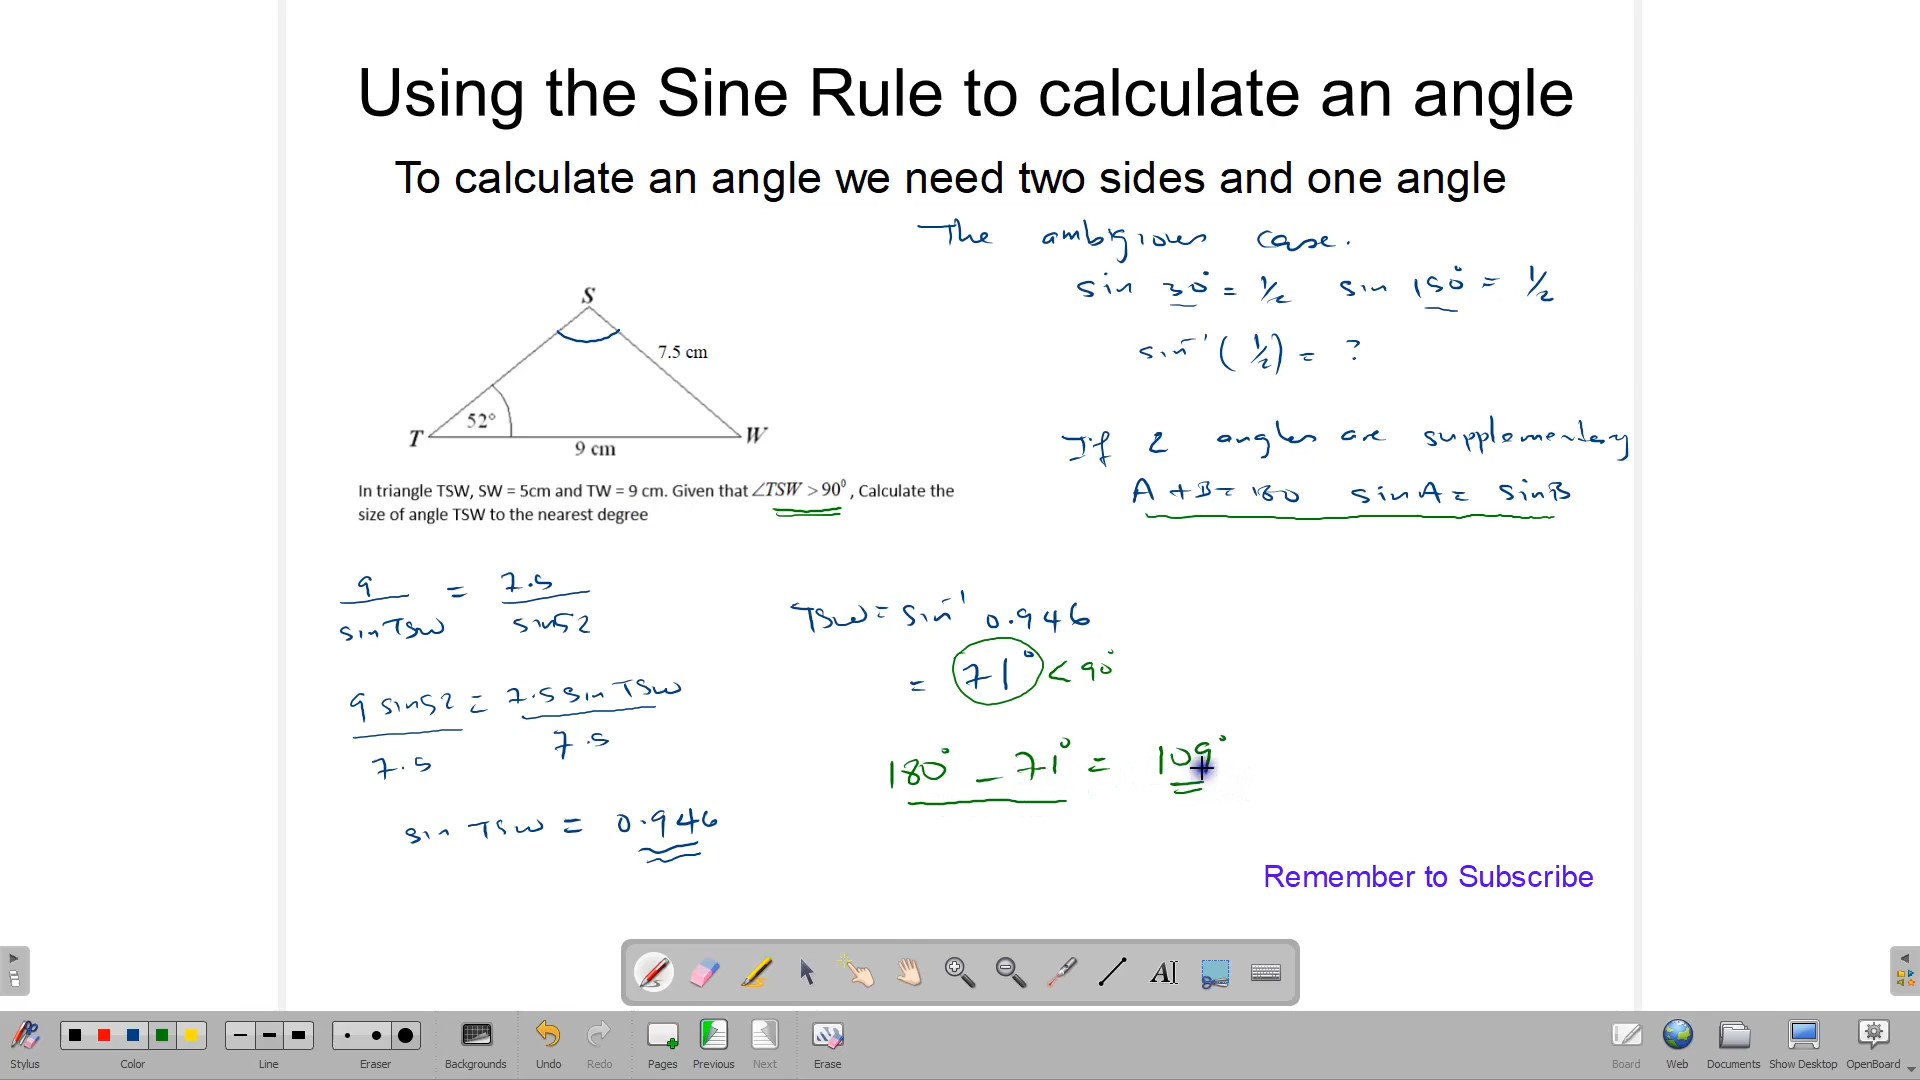 Using the Sine Rule to calculate an angle
To calculate an angle we need two sides and one angle
The ambigious case.
sin 30° = 1/2 sin 150° = 1/2
sin⁻¹ (1/2) = ?
If 2 angles are supplementary
A + B = 180 sin A = sin B
S
7.5 cm
52°
T
W
9 cm
In triangle TSW, SW = 5cm and TW = 9 cm. Given that ∠TSW > 90⁰, Calculate the
size of angle TSW to the nearest degree
9/sin TSW = 7.5/sin52
9 sin52/7.5 = 7.5 sin TSW/7.5
sin TSW = 0.946
TSW = sin⁻¹ 0.946
= 71° < 90°
180° - 71° = 109°
Remember to Subscribe
AI
Stylus
Color
Line
Eraser
Backgrounds
Undo
Redo
Pages
Previous
Next
Erase
Board
Web
Documents
Show Desktop
OpenBoard